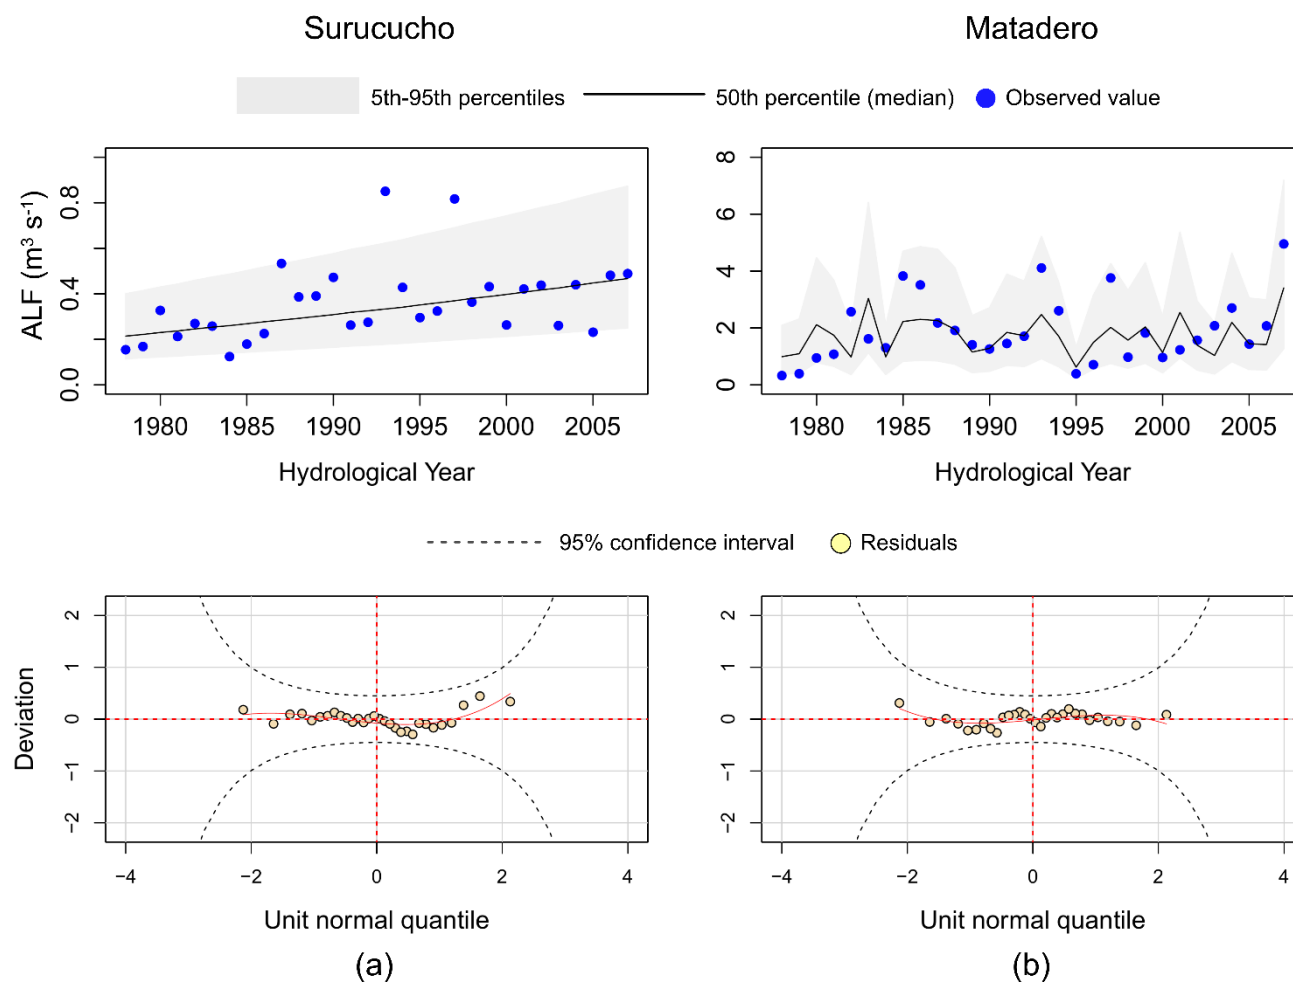 Surucucho Matadero
5th-95th percentiles 50th percentile (median) Observed value
ALF (m³ s⁻¹)
0.0 0.4 0.8
0 2 4 6 8
1980 1985 1990 1995 2000 2005
1980 1985 1990 1995 2000 2005
Hydrological Year Hydrological Year
95% confidence interval Residuals
Deviation
2
1
0
−1
−2
2
1
0
−1
−2
−4 −2 0 2 4
−4 −2 0 2 4
Unit normal quantile Unit normal quantile
(a) (b)